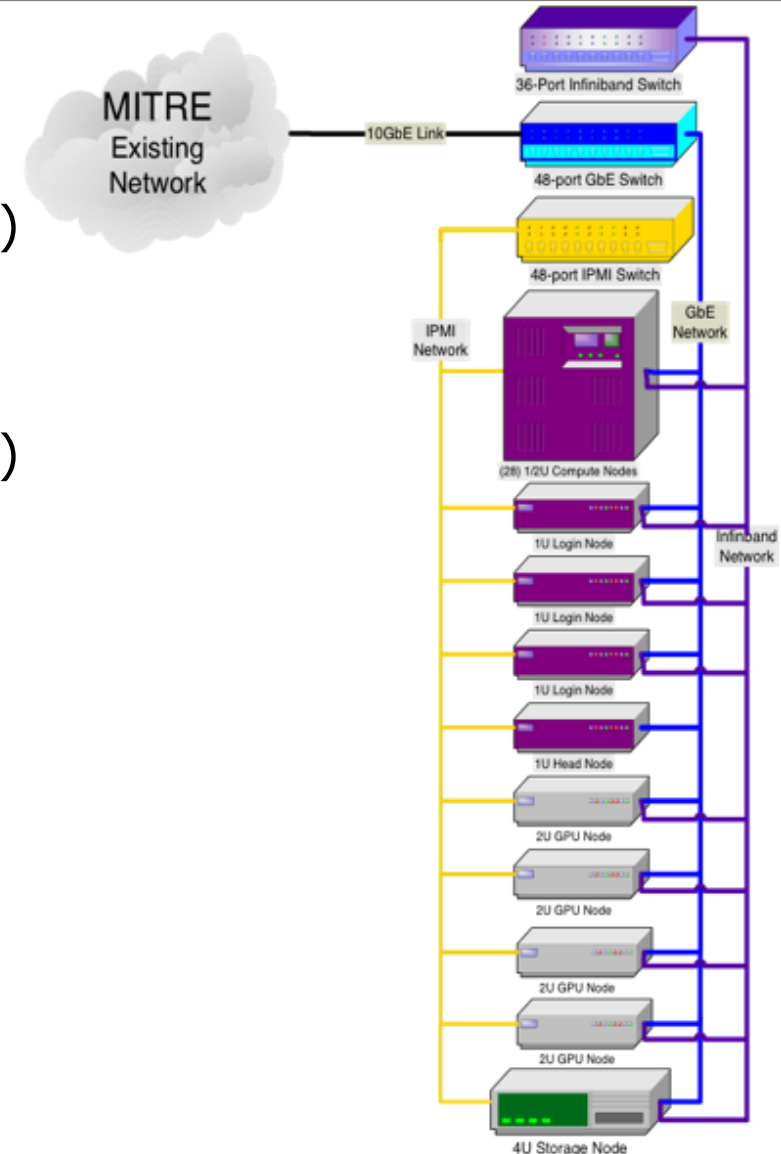 36-Port Infiniband Switch
MITRE
Existing
Network
10GbE Link
48-port GbE Switch
)
48-port IPMI Switch
GbE
Network
IPMI
Network
)
(28) 1/2U Compute Nodes
1U Login Node
Infinband
Network
1U Login Node
1U Login Node
1U Head Node
2U GPU Node
2U GPU Node
2U GPU Node
2U GPU Node
4U Storage Node